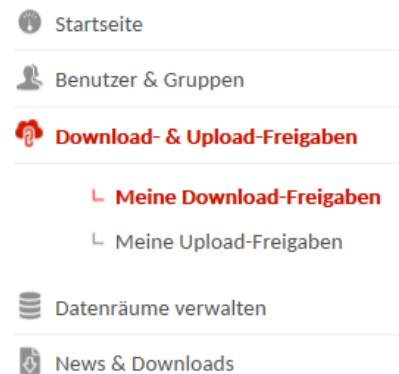 Startseite
Benutzer & Gruppen
Download- & Upload-Freigaben
Meine Download-Freigaben
Meine Upload-Freigaben
Datenräume verwalten
News & Downloads